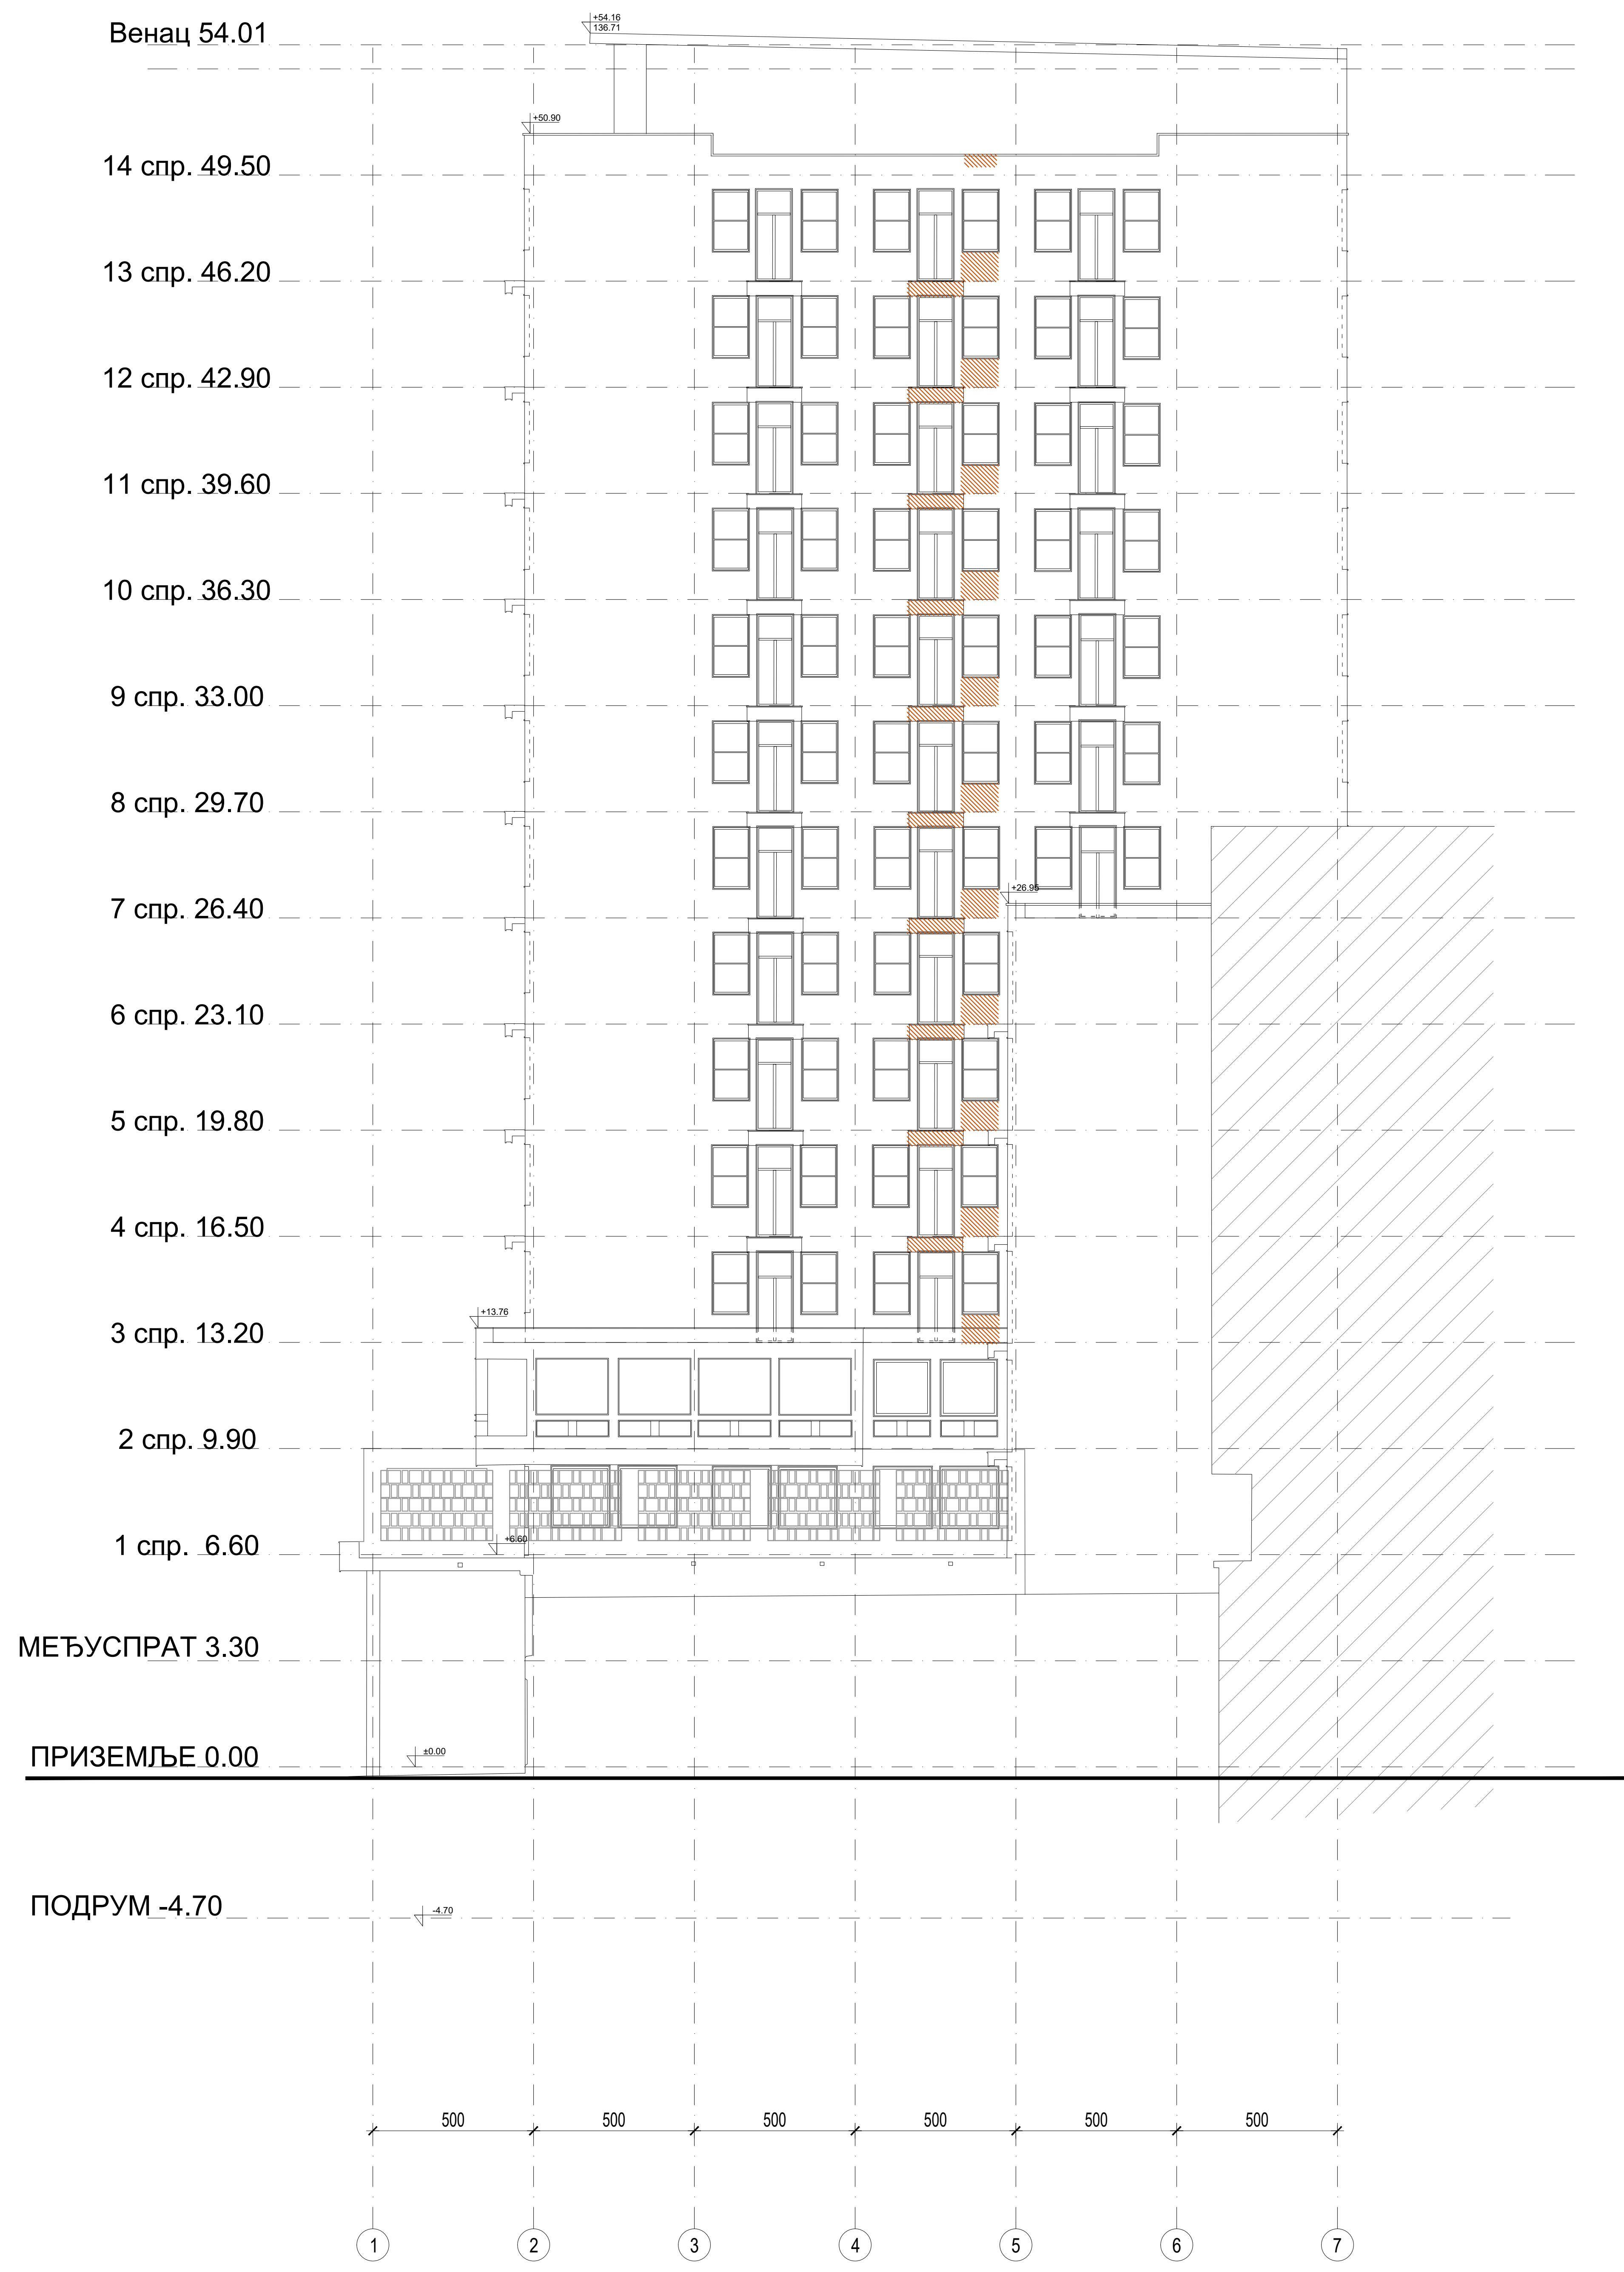 Венац 54.01
+54.16
136.71
+50.90
14 спр. 49.50
13 спр. 46.20
12 спр. 42.90
11 спр. 39.60
10 спр. 36.30
9 спр. 33.00
8 спр. 29.70
+26.95
7 спр. 26.40
6 спр. 23.10
5 спр. 19.80
4 спр. 16.50
+13.76
3 спр. 13.20
2 спр. 9.90
+6.60
1 спр. 6.60
МЕЂУСПРАТ 3.30
±0.00
ПРИЗЕМЉЕ 0.00
ПОДРУМ -4.70
-4.70
500 500 500 500 500 500
1 2 3 4 5 6 7